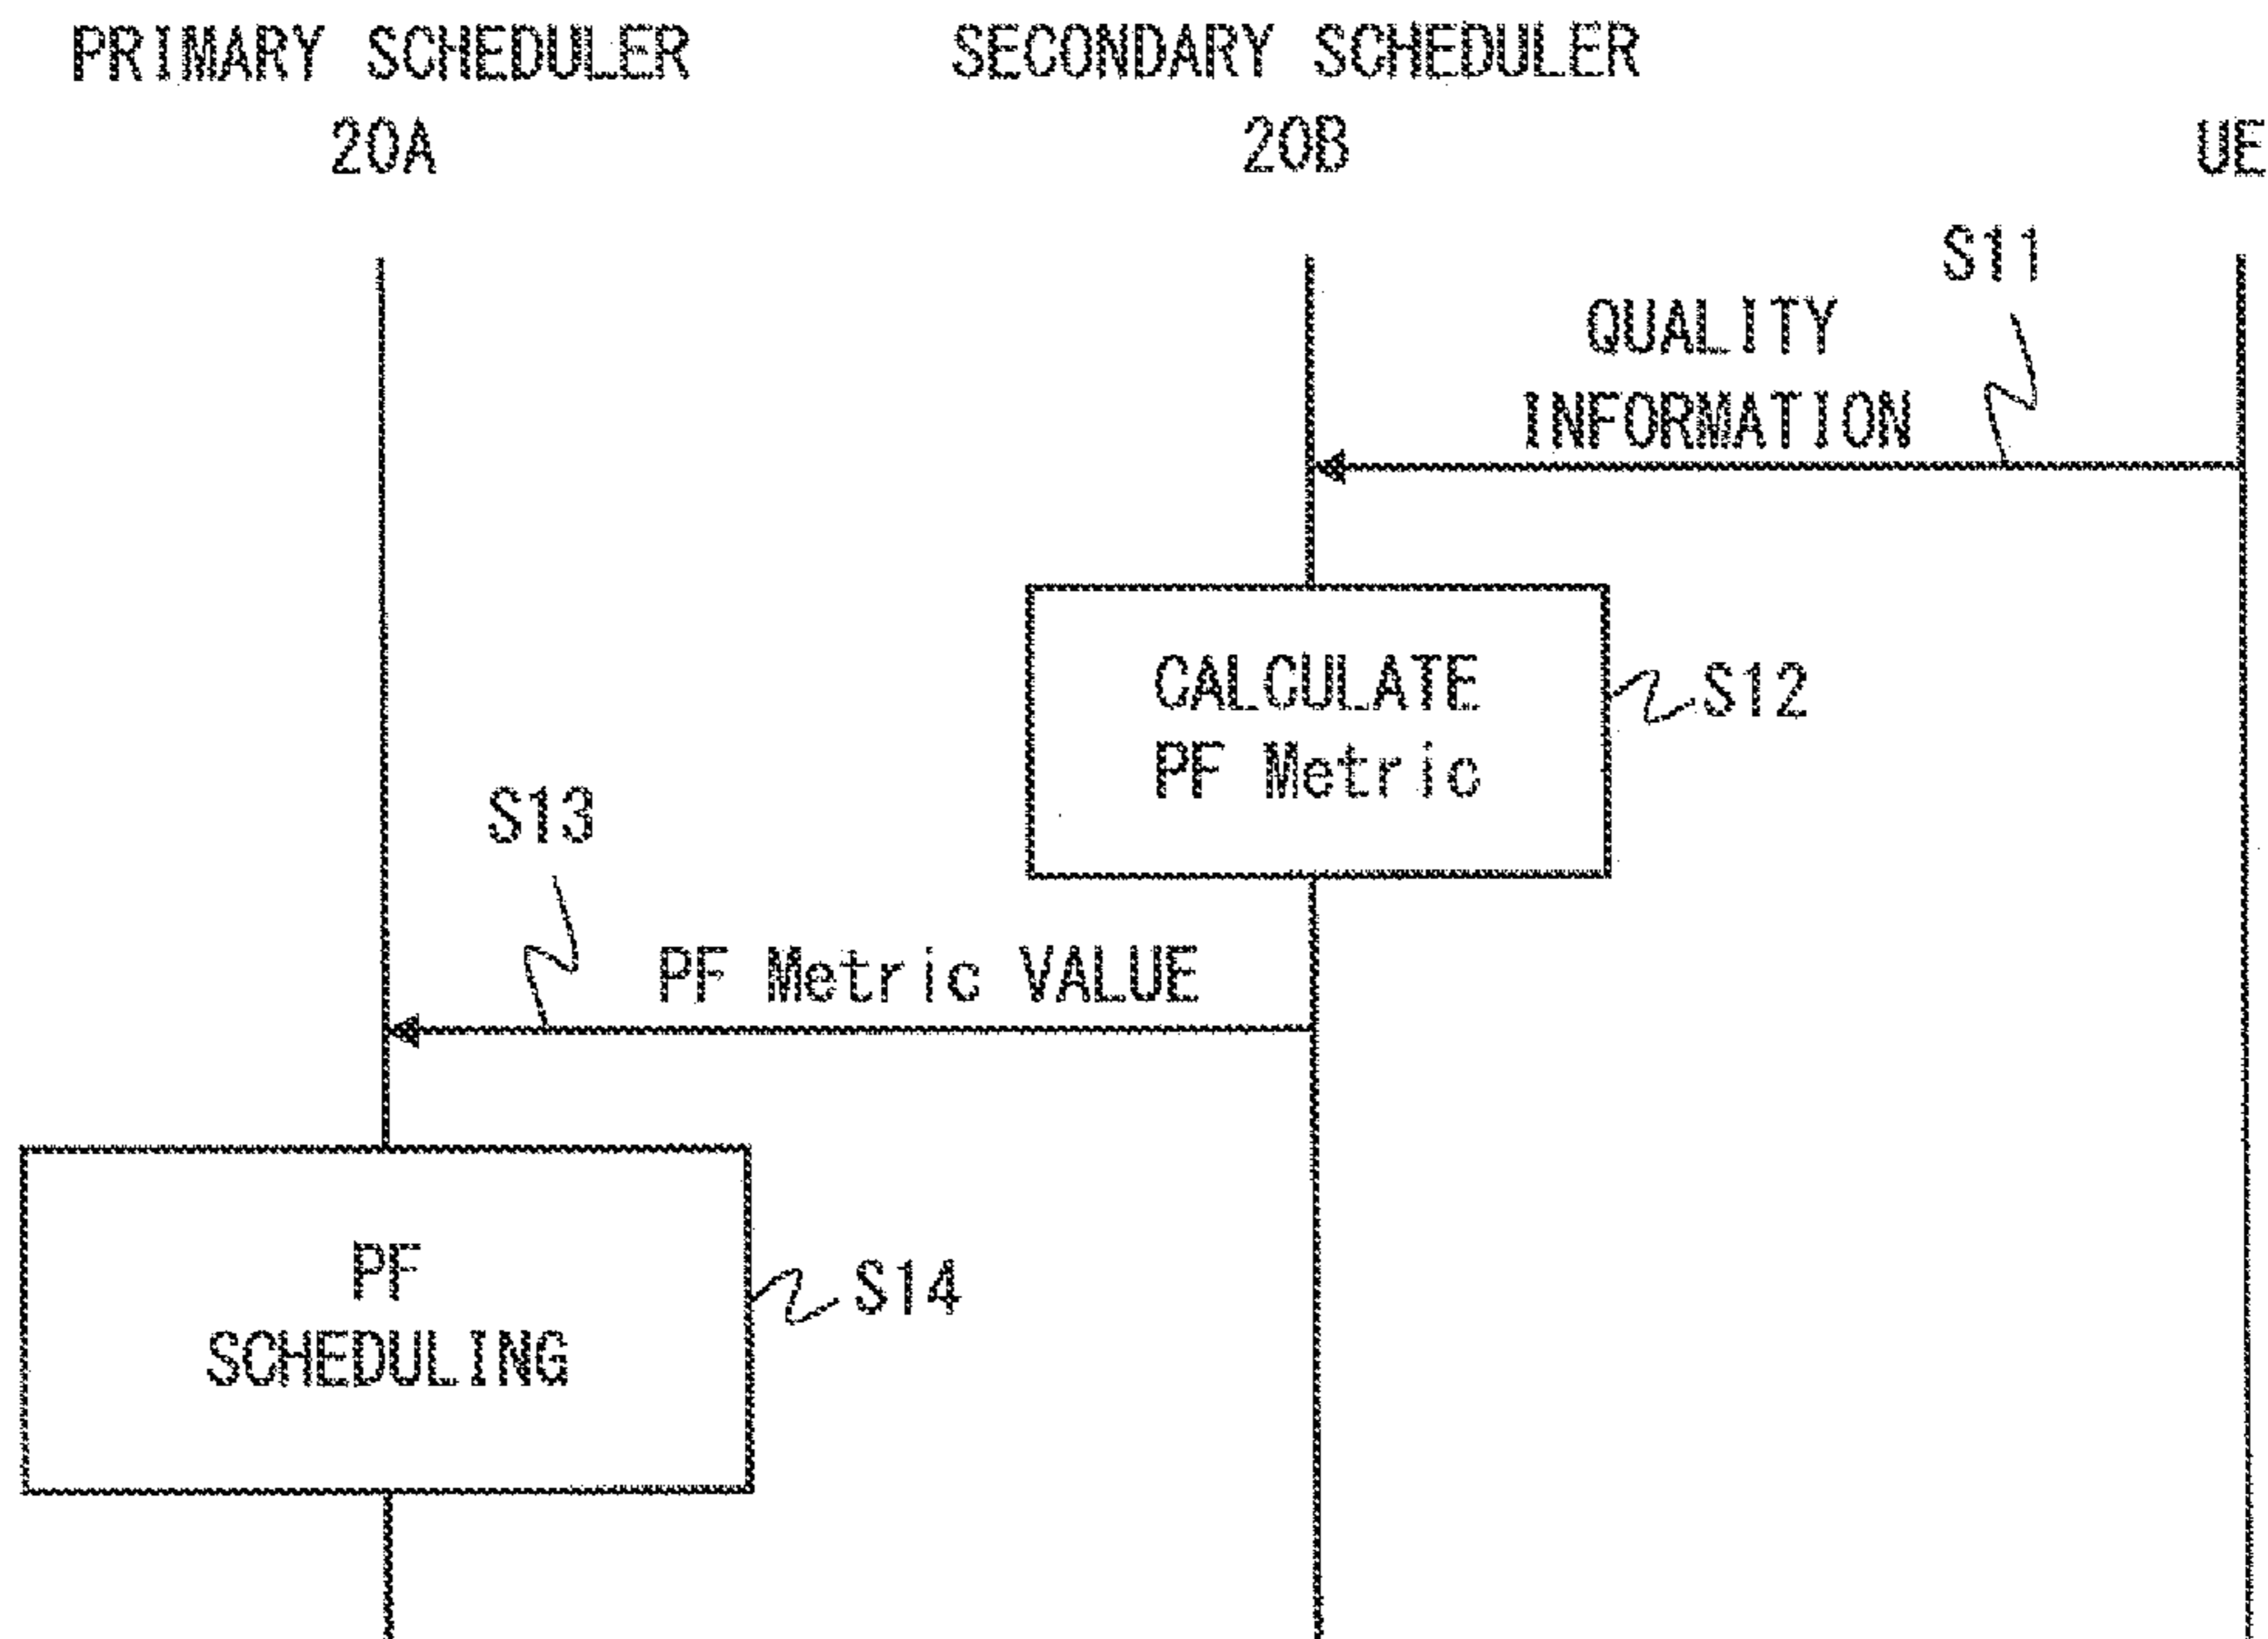 PRIMARY SCHEDULER
20A
SECONDARY SCHEDULER
20B
UE
S11
QUALITY
INFORMATION
CALCULATE
PF Metric
S12
S13
PF Metric VALUE
PF
SCHEDULING
S14